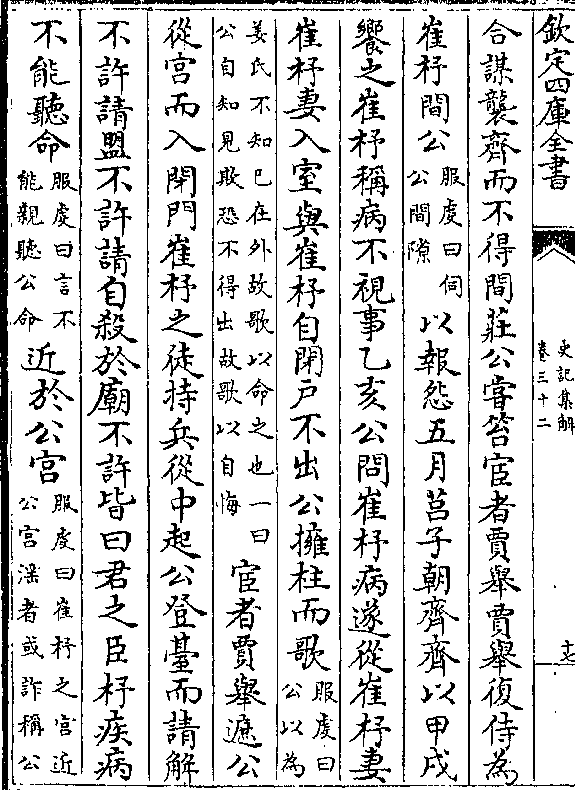 欽定四庫全書
史記集解
卷三十二
十七
合謀襲齊而不得間莊公嘗笞宦者賈舉賈舉復侍為
崔杼間公
服虔曰伺
公間隙
以報怨五月莒子朝齊齊以甲戌
饗之崔杼稱病不視事乙亥公問崔杼病遂從崔杼妻
崔杼妻入室與崔杼自閉户不出公擁柱而歌
服虔曰
公以為
姜氏不知已在外故歌以命之也一曰
公自知見欺恐不得出故歌以自悔
宦者賈舉遮公
從宮而入閉門崔杼之徒持兵從中起公登臺而請解
不許請盟不許請自殺於廟不許皆曰君之臣杼疾病
不能聽命
服虔曰言不
能親聽公命
近於公宮
服虔曰崔杼之宮近
公宮淫者或詐稱公